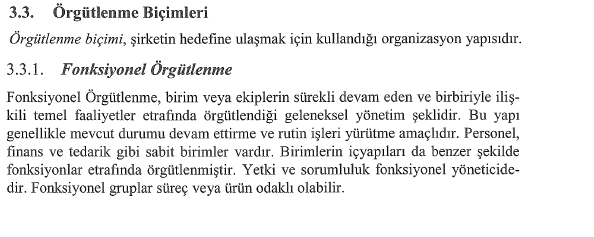 3.3. Örgütlenme Biçimleri
Örgütlenme biçimi, şirketin hedefine ulaşmak için kullandığı organizasyon yapısıdır.
3.3.1. Fonksiyonel Örgütlenme
Fonksiyonel Örgütlenme, birim veya ekiplerin sürekli devam eden ve birbiriyle iliş-
kili temel faaliyetler etrafında örgütlendiği geleneksel yönetim şeklidir. Bu yapı
genellikle mevcut durumu devam ettirme ve rutin işleri yürütme amaçlıdır. Personel,
finans ve tedarik gibi sabit birimler vardır. Birimlerin içyapıları da benzer şekilde
fonksiyonlar etrafında örgütlenmiştir. Yetki ve sorumluluk fonksiyonel yöneticide-
dir. Fonksiyonel gruplar süreç veya ürün odaklı olabilir.